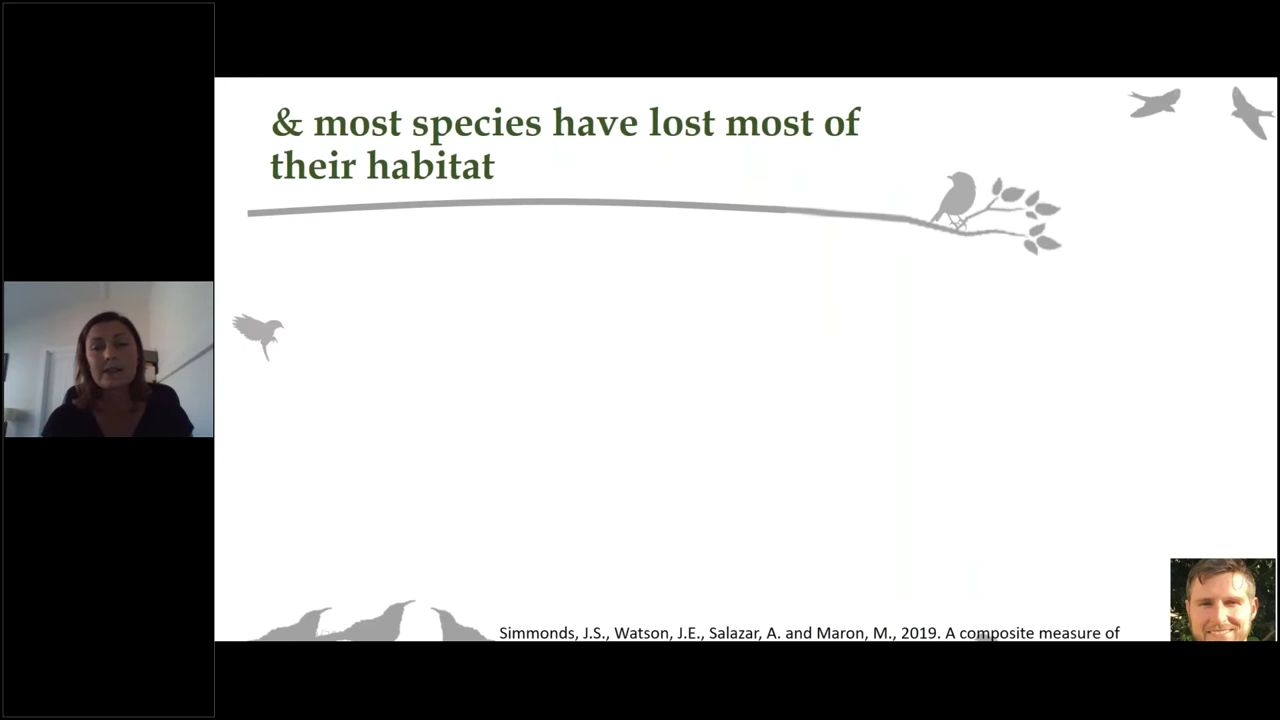 & most species have lost most of
their habitat
Simmonds, J.S., Watson, J.E., Salazar, A. and Maron, M., 2019. A composite measure of